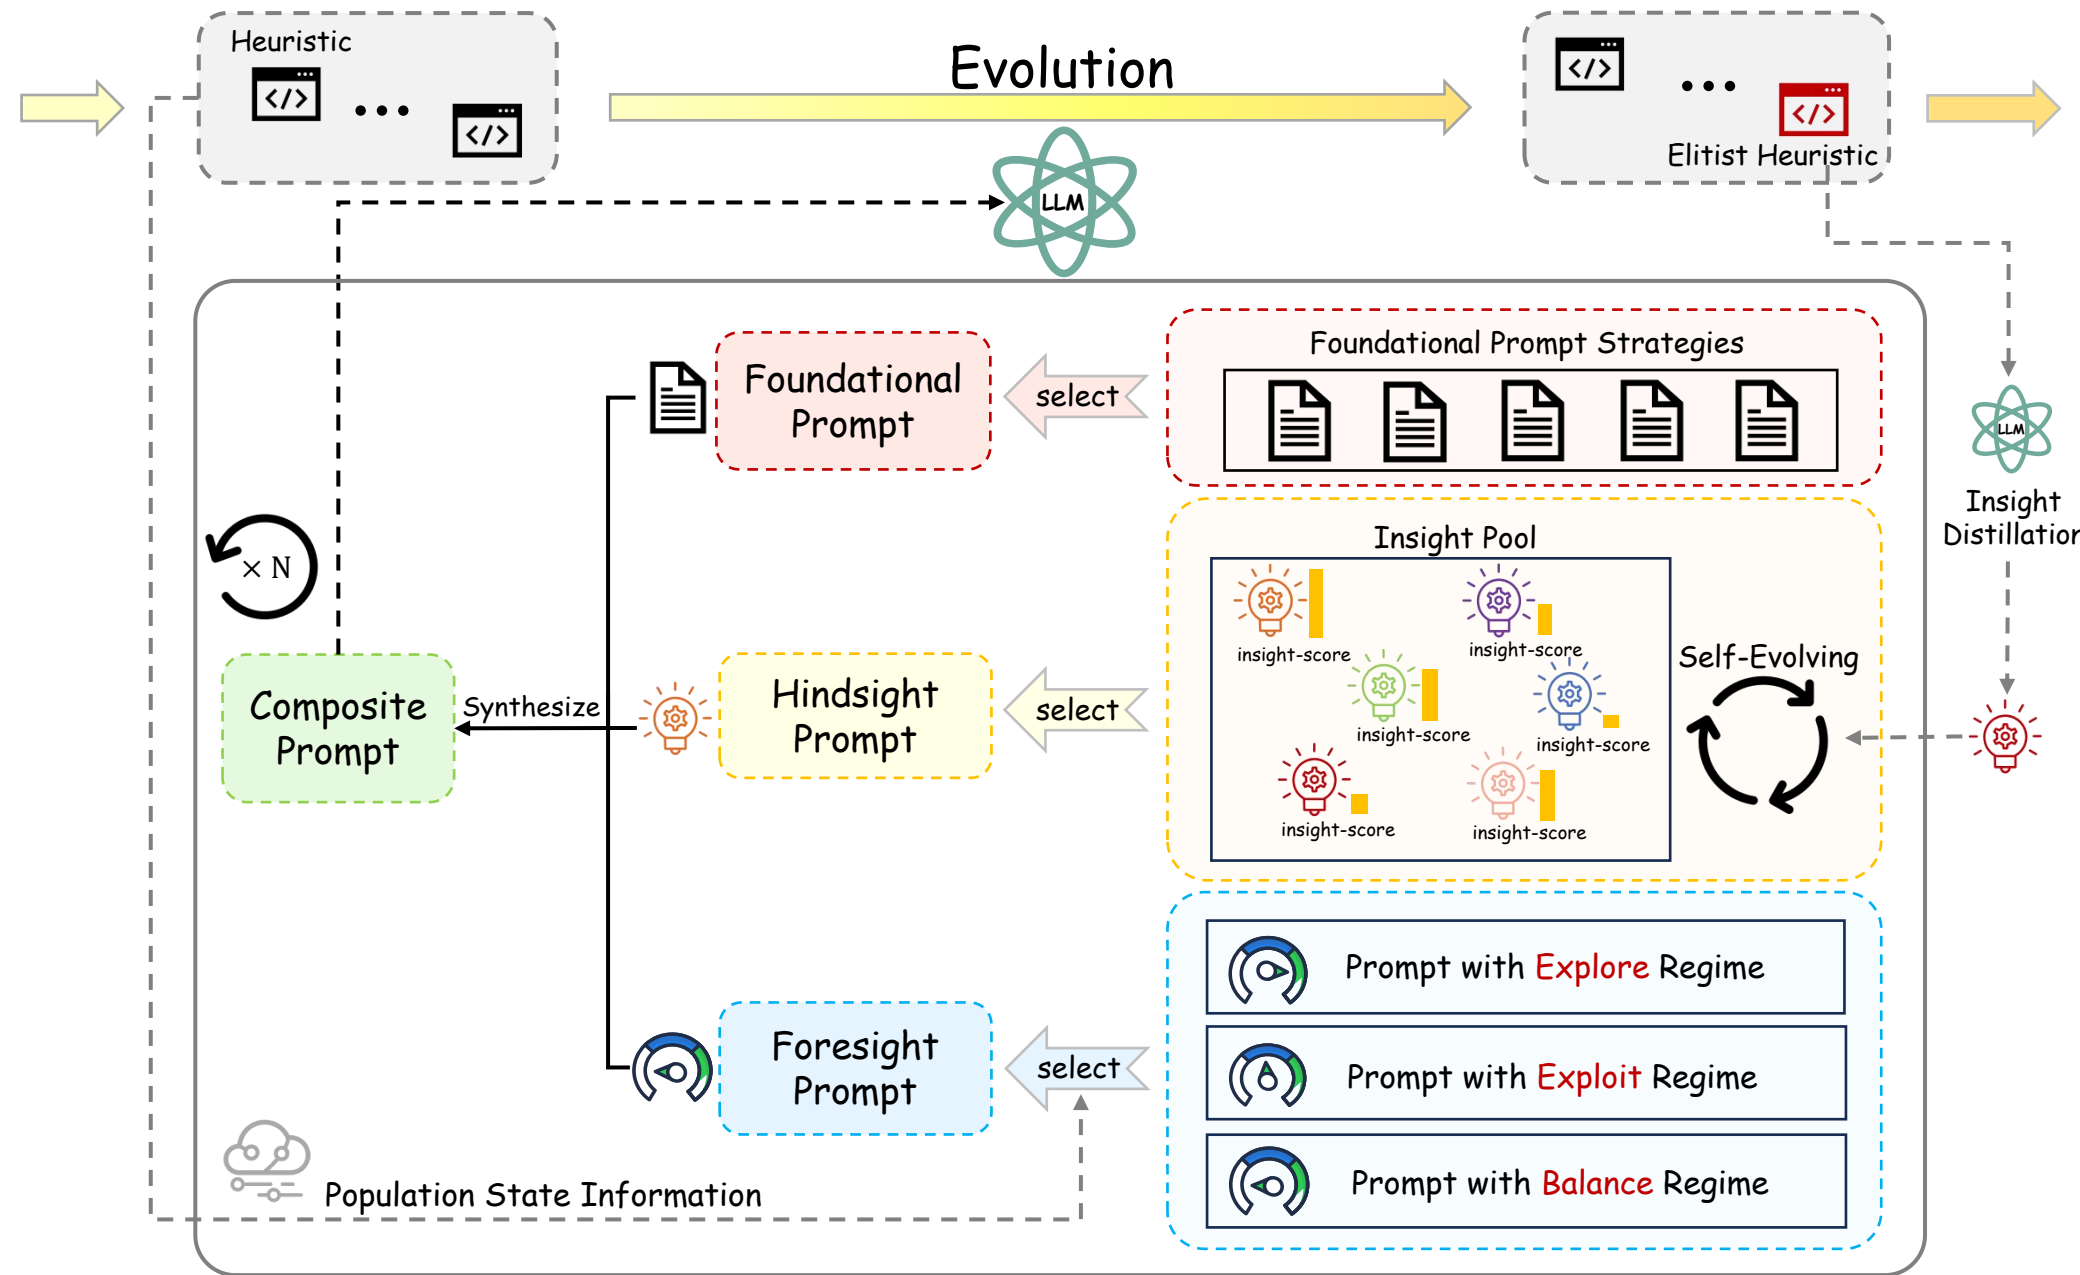 Heuristic
</>
</>
Evolution
</>
</>
Elitist Heuristic
LLM
Foundational Prompt Strategies
Foundational
Prompt
select
LLM
Insight
Distillation
× N
Insight Pool
insight-score
insight-score
insight-score
insight-score
insight-score
insight-score
Self-Evolving
Composite
Prompt
Synthesize
Hindsight
Prompt
select
Prompt with Explore Regime
Foresight
Prompt
select
Prompt with Exploit Regime
Prompt with Balance Regime
Population State Information